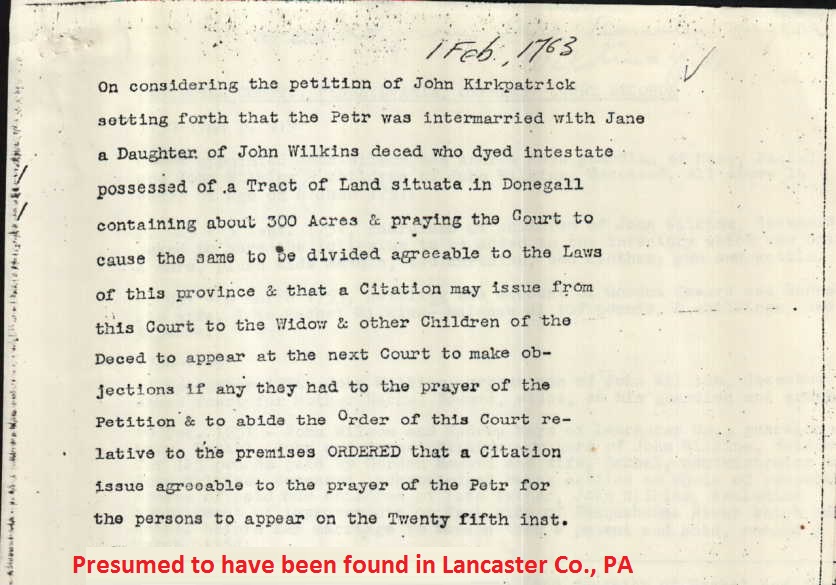 1 Feb., 1763
On considering the petition of John Kirkpatrick
setting forth that the Petr was intermarried with Jane
a Daughter of John Wilkins deced who dyed intestate
possessed of a Tract of Land situata in Donegall
containing about 300 Acres & praying the Court to
cause the same to be divided agreeable to the Laws
of this province & that a Citation may issue from
this Court to the Widow & other Children of the
Deced to appear at the next Court to make ob-
jections if any they had to the prayer of the
Petition & to abide the Order of this Court re-
lative to the premises ORDERED that a Citation
issue agreeable to the prayer of the Petr for
the persons to appear on the Twenty fifth inst.
Presumed to have been found in Lancaster Co., PA